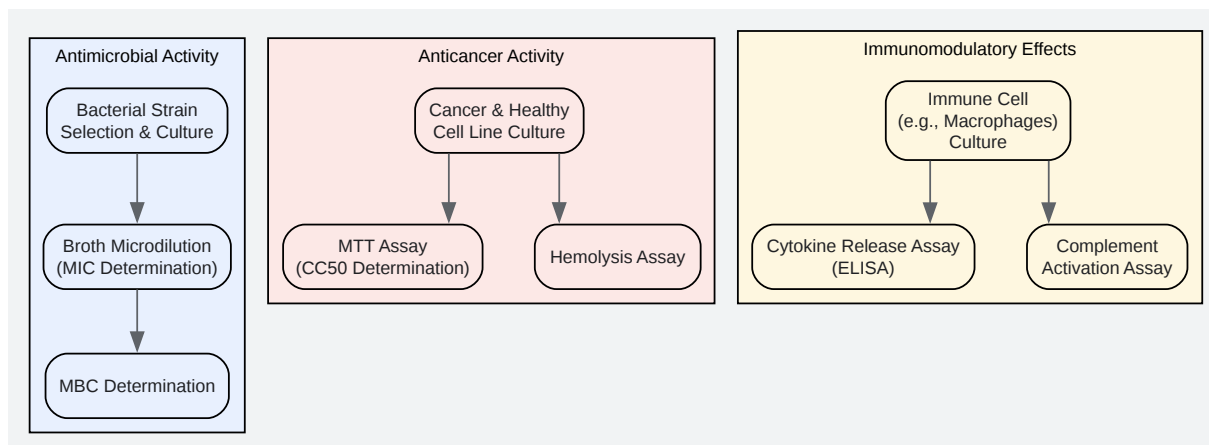 Antimicrobial Activity
Bacterial Strain
Selection & Culture
Broth Microdilution
(MIC Determination)
MBC Determination
Anticancer Activity
Cancer & Healthy
Cell Line Culture
MTT Assay
(CC50 Determination)
Hemolysis Assay
Immunomodulatory Effects
Immune Cell
(e.g., Macrophages)
Culture
Cytokine Release Assay
(ELISA)
Complement
Activation Assay